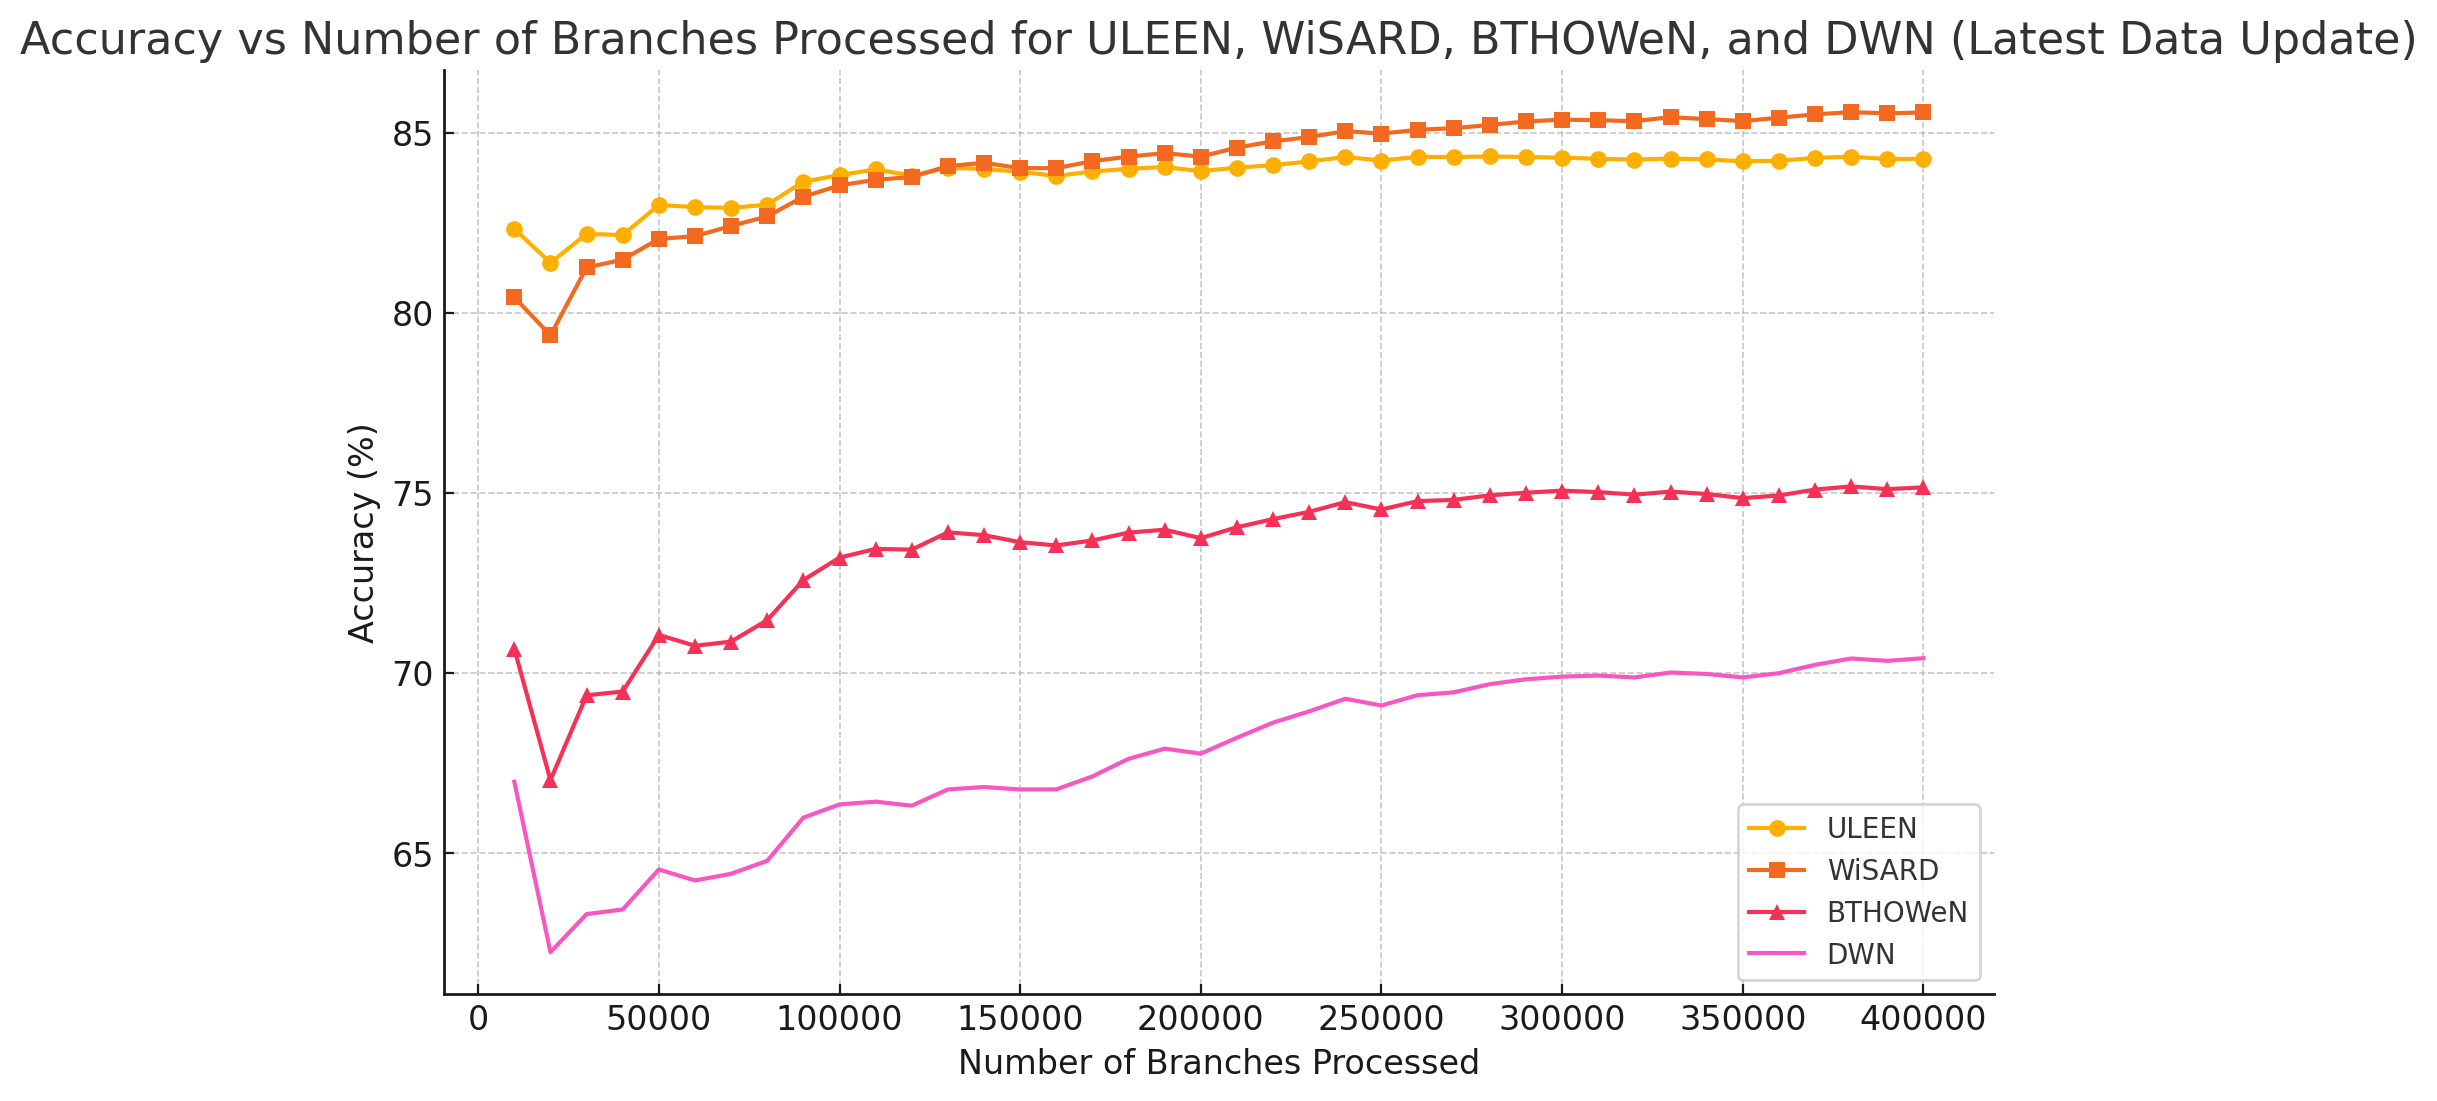 Accuracy vs Number of Branches Processed for ULEEN, WiSARD, BTHOWeN, and DWN (Latest Data Update)
Accuracy (%)
85
80
75
70
65
0 50000 100000 150000 200000 250000 300000 350000 400000
Number of Branches Processed
ULEEN
WiSARD
BTHOWeN
DWN